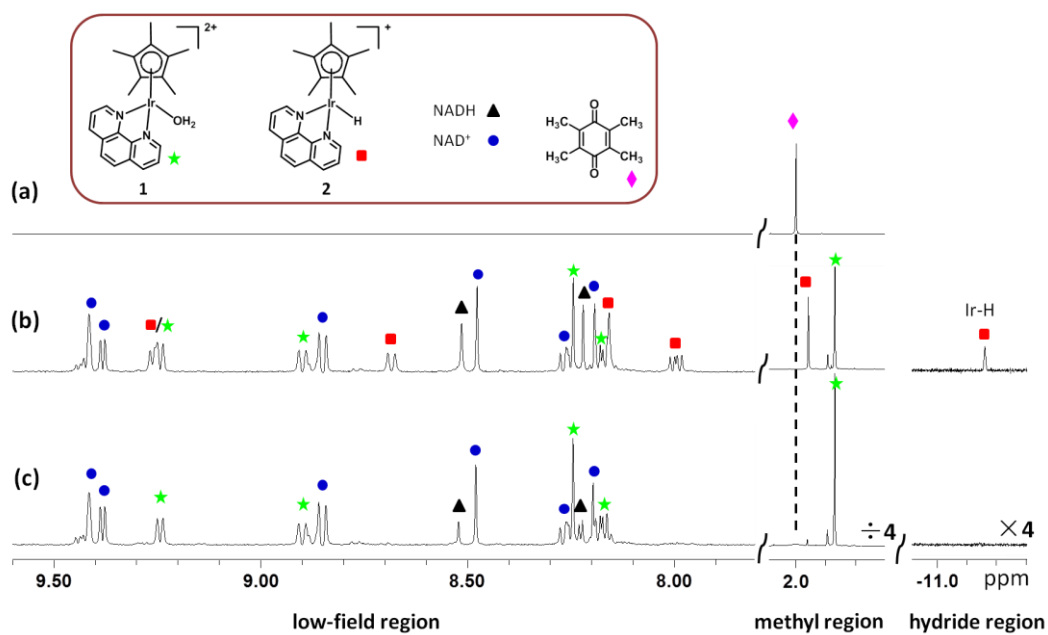 2+
+
Ir
N
N
OH2
1
Ir
N
N
H
2
NADH
NAD+
O
H3C
CH3
H3C
CH3
O
(a)
(b)
/
Ir-H
(c)
÷4
×4
9.50 9.00 8.50 8.00 2.0 -11.0 ppm
low-field region methyl region hydride region